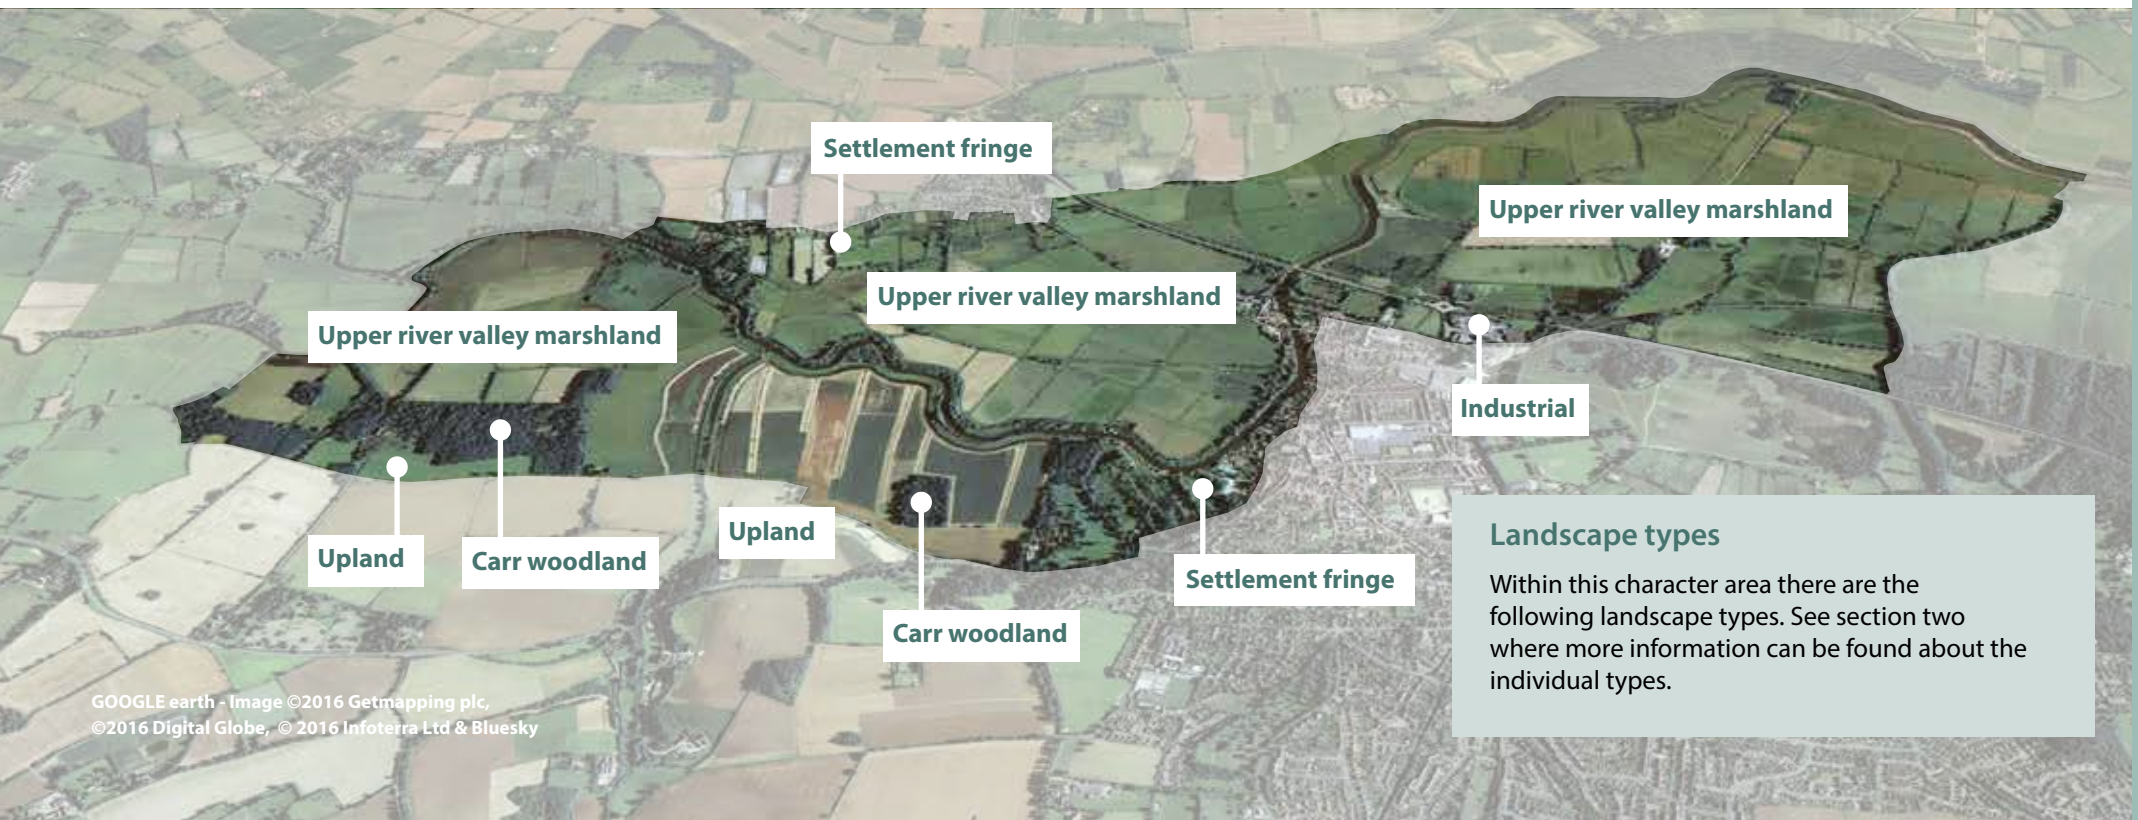 Settlement fringe
Upper river valley marshland
Upper river valley marshland
Upper river valley marshland
Industrial
Upland
Carr woodland
Upland
Settlement fringe
Carr woodland
Landscape types
Within this character area there are the
following landscape types. See section two
where more information can be found about the
individual types.
GOOGLE earth - Image ©2016 Getmapping plc,
©2016 Digital Globe, © 2016 Infoterra Ltd & Bluesky